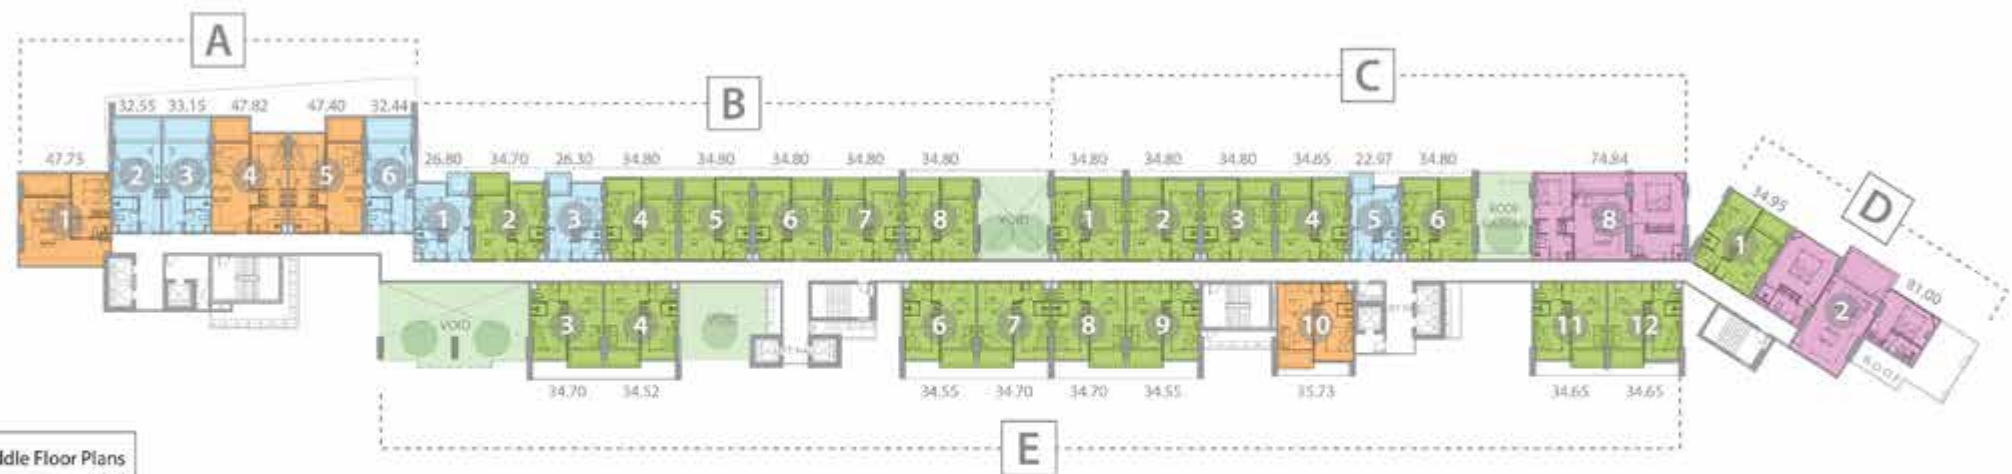 A
C
B
32.55 33.15 47.82 47.40 32.44
47.75
26.80 34.70 26.30 34.80 34.80 34.80 34.80 34.80
34.80 34.80 34.80 34.65 22.97 34.80 74.94
D
34.95
81.00
1 2 3 4 5 6
1 2 3 4 5 6 7 8
VOID
1 2 3 4 5 6
ROOF
8
1 2
VOID
3 4
6 7 8 9
10
11 12
ROOF
34.70 34.52
34.55 34.70 34.70 34.55
35.73
34.65 34.65
E
Floor Plans